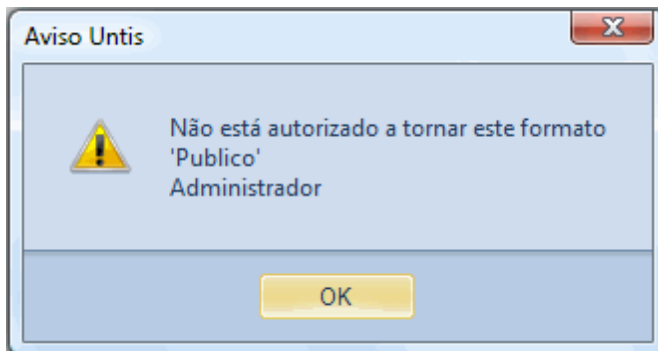 Aviso Untis
Não está autorizado a tornar este formato
'Publico'
Administrador
OK